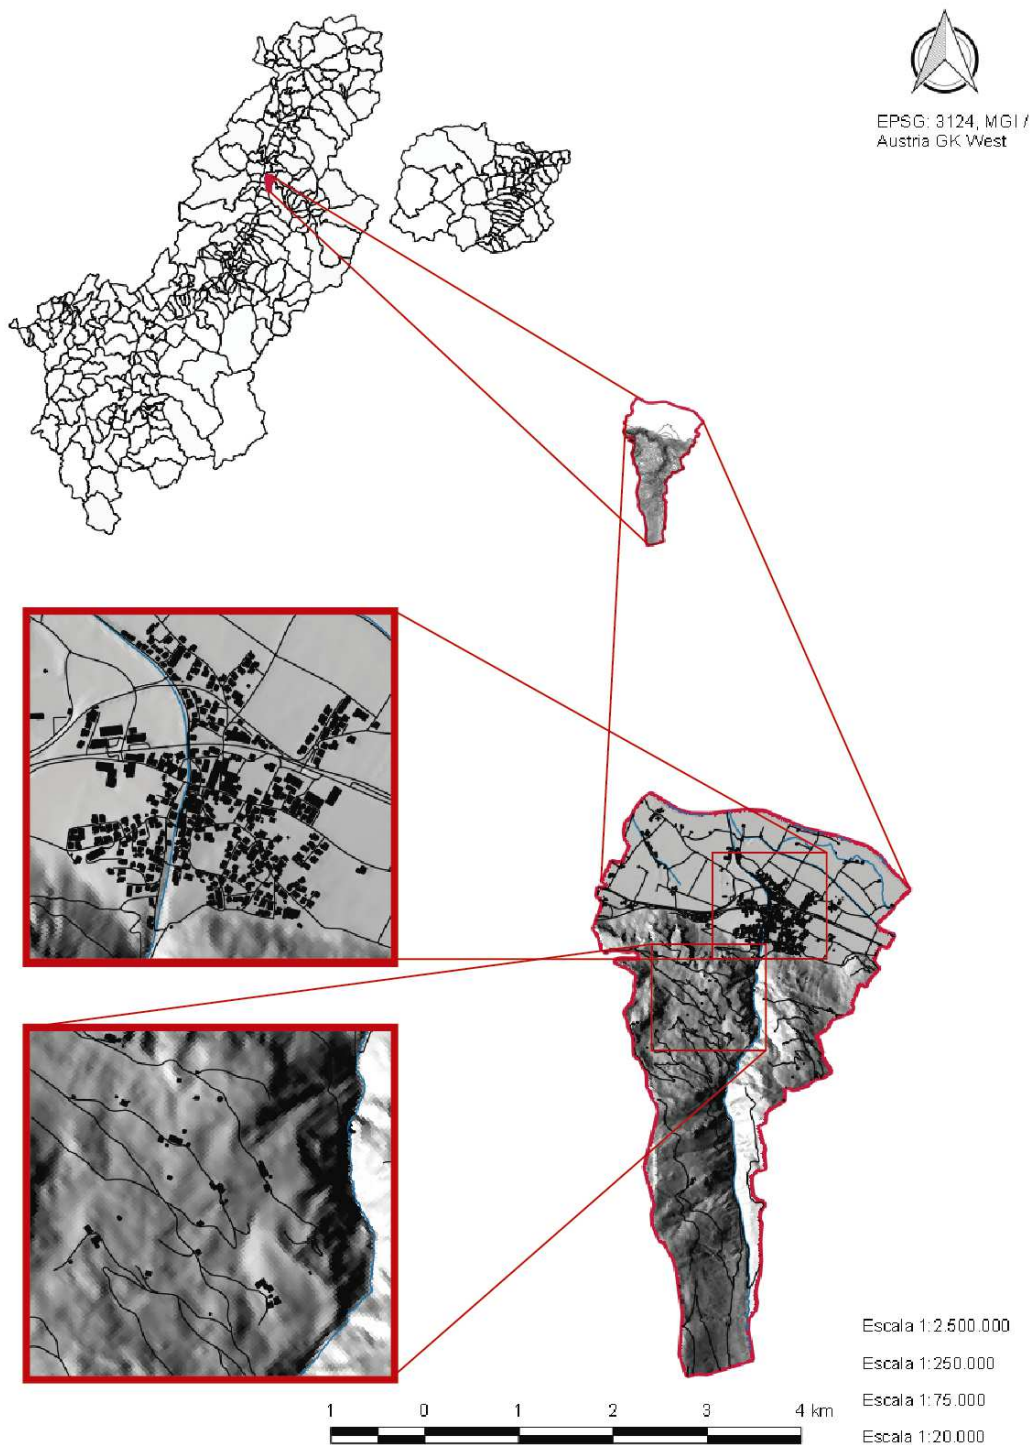 EPSG: 3124, MGI /
Austria GK West
Escala 1:2.500.000
Escala 1:250.000
Escala 1:75.000
Escala 1:20.000
1 0 1 2 3 4 km